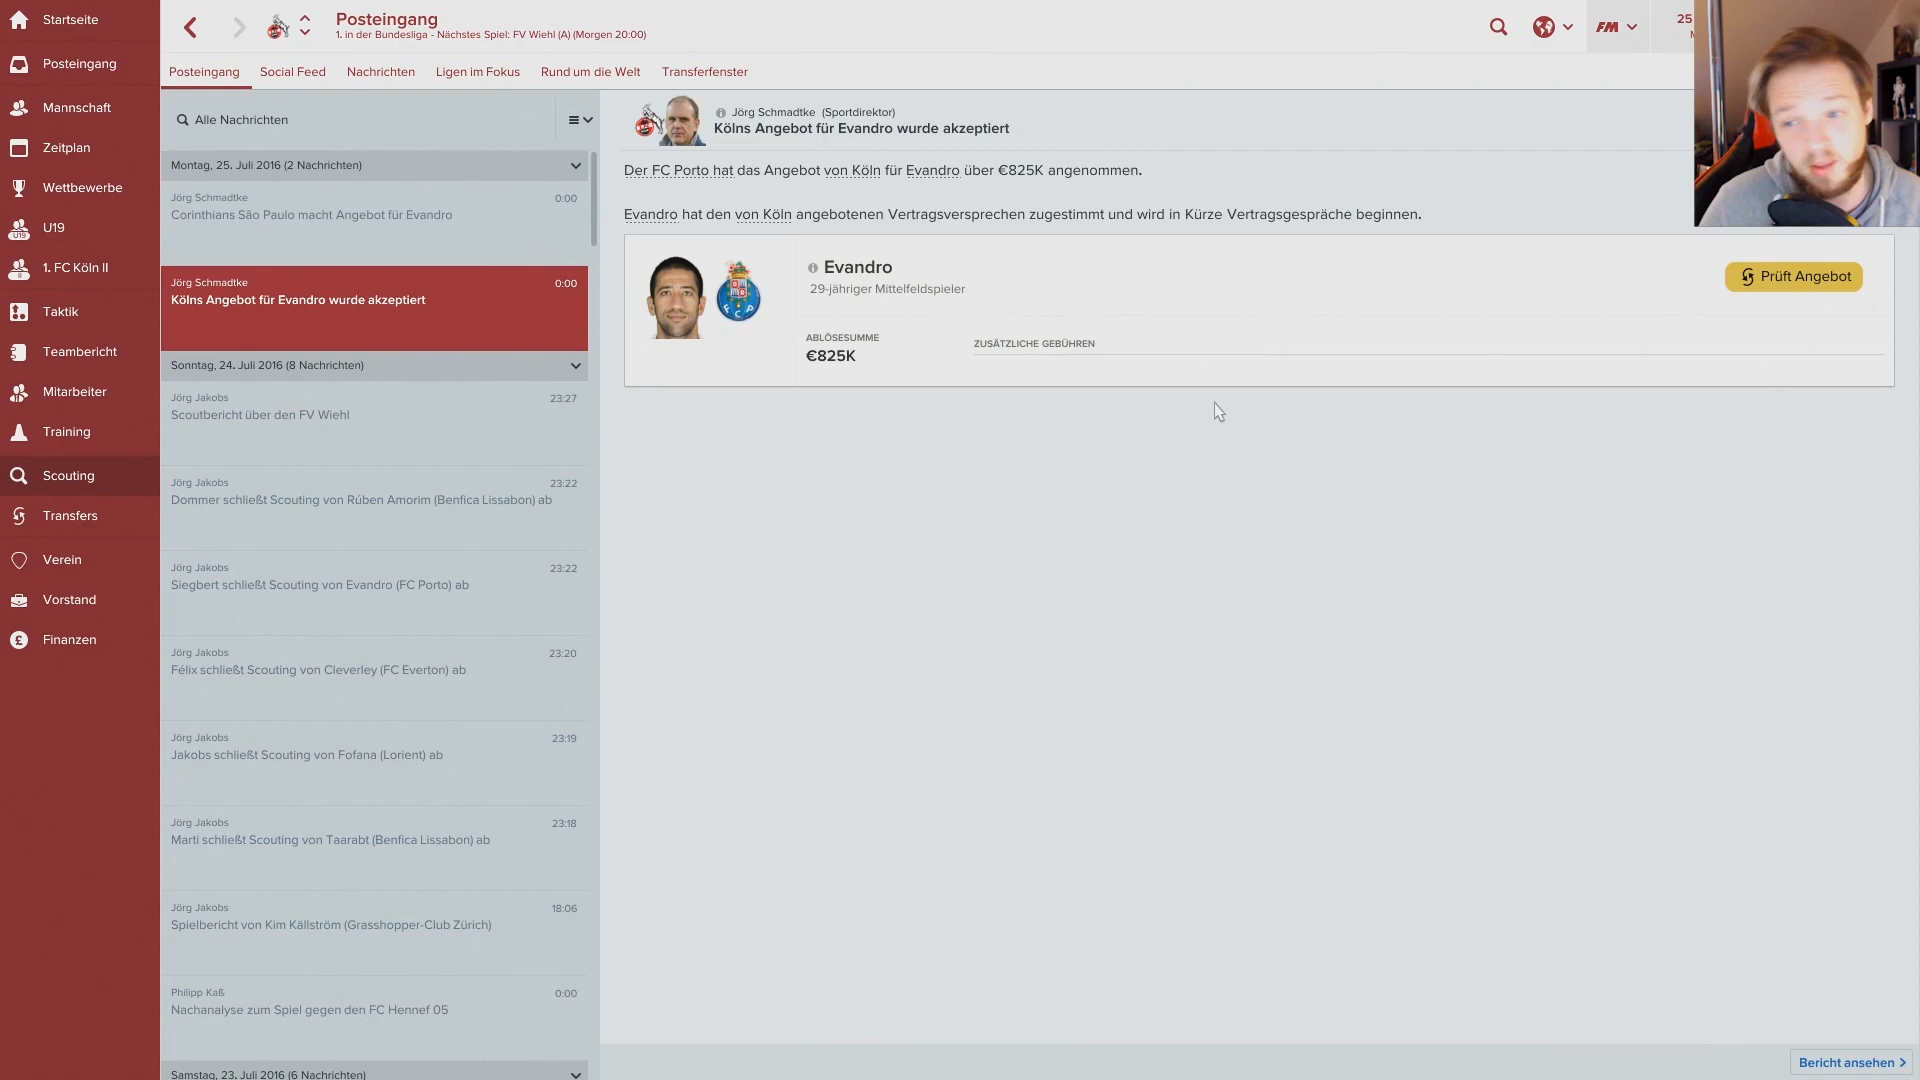 Startseite
Posteingang
Mannschaft
Zeitplan
Wettbewerbe
U19
1. FC Köln II
Taktik
Teambericht
Mitarbeiter
Training
Scouting
Transfers
Verein
Vorstand
Finanzen
Posteingang
1. in der Bundesliga - Nächstes Spiel: FV Wiehl (A) (Morgen 20:00)
FM
25
Posteingang Social Feed Nachrichten Ligen im Fokus Rund um die Welt Transferfenster
Alle Nachrichten
Montag, 25. Juli 2016 (2 Nachrichten)
Jörg Schmadtke 0:00
Corinthians São Paulo macht Angebot für Evandro
Jörg Schmadtke 0:00
Kölns Angebot für Evandro wurde akzeptiert
Sonntag, 24. Juli 2016 (8 Nachrichten)
Jörg Jakobs 23:27
Scoutbericht über den FV Wiehl
Jörg Jakobs 23:22
Dommer schließt Scouting von Rúben Amorim (Benfica Lissabon) ab
Jörg Jakobs 23:22
Siegbert schließt Scouting von Evandro (FC Porto) ab
Jörg Jakobs 23:20
Félix schließt Scouting von Cleverley (FC Everton) ab
Jörg Jakobs 23:19
Jakobs schließt Scouting von Fofana (Lorient) ab
Jörg Jakobs 23:18
Marti schließt Scouting von Taarabt (Benfica Lissabon) ab
Jörg Jakobs 18:06
Spielbericht von Kim Källström (Grasshopper-Club Zürich)
Philipp Kaß 0:00
Nachanalyse zum Spiel gegen den FC Hennef 05
Samstag, 23. Juli 2016 (6 Nachrichten)
Jörg Schmadtke (Sportdirektor)
Kölns Angebot für Evandro wurde akzeptiert
Der FC Porto hat das Angebot von Köln für Evandro über €825K angenommen.
Evandro hat den von Köln angebotenen Vertragsversprechen zugestimmt und wird in Kürze Vertragsgespräche beginnen.
Evandro
29-jähriger Mittelfeldspieler
Prüft Angebot
ABLÖSESUMME
€825K
ZUSÄTZLICHE GEBÜHREN
Bericht ansehen